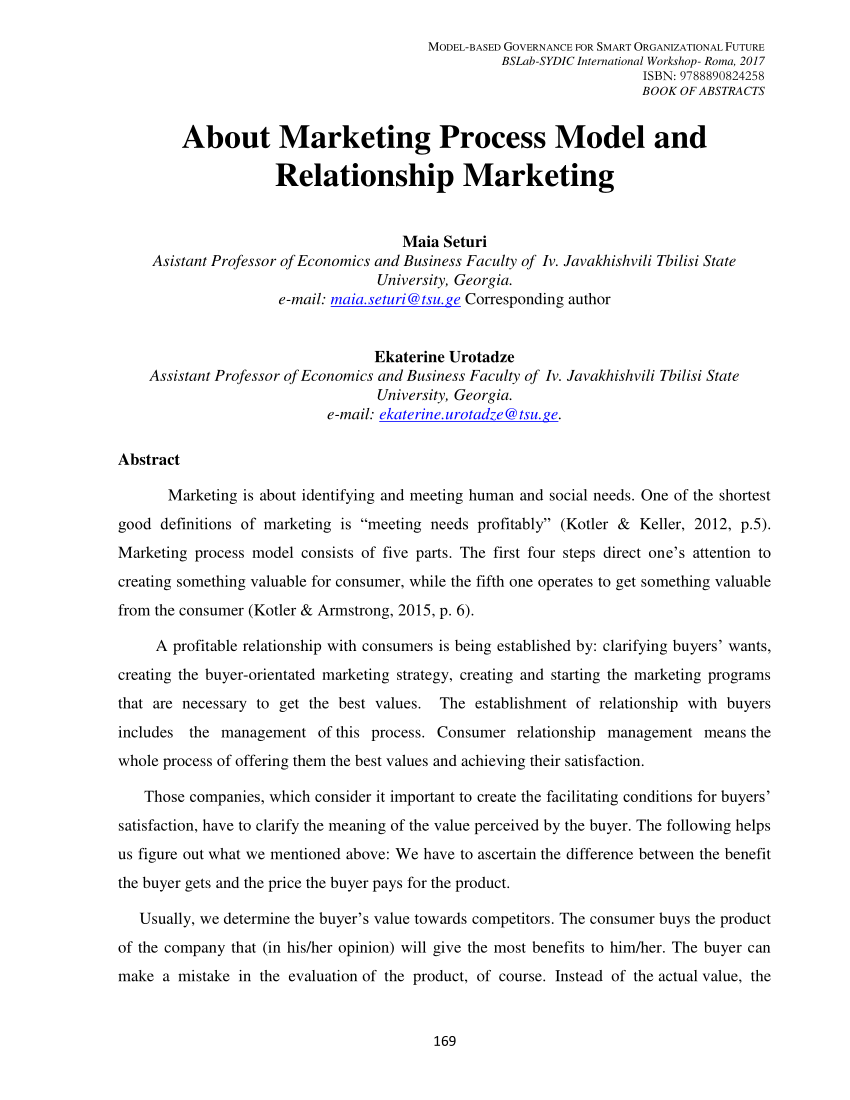 MODEL-BASED GOVERNANCE FOR SMART ORGANIZATIONAL FUTURE
BSLab-SYDIC International Workshop- Roma, 2017
ISBN: 9788890824258
BOOK OF ABSTRACTS
About Marketing Process Model and
Relationship Marketing
Maia Seturi
Asistant Professor of Economics and Business Faculty of Iv. Javakhishvili Tbilisi State
University, Georgia.
e-mail: maia.seturi@tsu.ge Corresponding author
Ekaterine Urotadze
Assistant Professor of Economics and Business Faculty of Iv. Javakhishvili Tbilisi State
University, Georgia.
e-mail: ekaterine.urotadze@tsu.ge.
Abstract
Marketing is about identifying and meeting human and social needs. One of the shortest
good definitions of marketing is “meeting needs profitably” (Kotler & Keller, 2012, p.5).
Marketing process model consists of five parts. The first four steps direct one’s attention to
creating something valuable for consumer, while the fifth one operates to get something valuable
from the consumer (Kotler & Armstrong, 2015, p. 6).
A profitable relationship with consumers is being established by: clarifying buyers’ wants,
creating the buyer-orientated marketing strategy, creating and starting the marketing programs
that are necessary to get the best values. The establishment of relationship with buyers
includes the management of this process. Consumer relationship management means the
whole process of offering them the best values and achieving their satisfaction.
Those companies, which consider it important to create the facilitating conditions for buyers’
satisfaction, have to clarify the meaning of the value perceived by the buyer. The following helps
us figure out what we mentioned above: We have to ascertain the difference between the benefit
the buyer gets and the price the buyer pays for the product.
Usually, we determine the buyer’s value towards competitors. The consumer buys the product
of the company that (in his/her opinion) will give the most benefits to him/her. The buyer can
make a mistake in the evaluation of the product, of course. Instead of the actual value, the
169